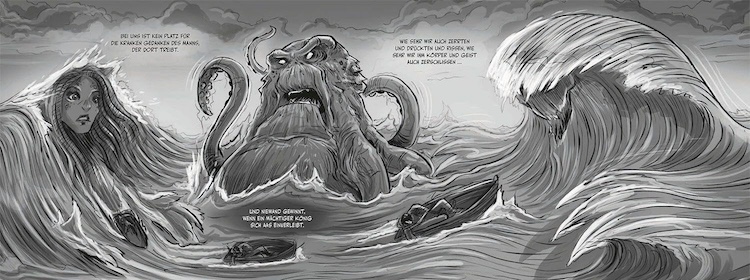 BEI UNS IST KEIN PLATZ FÜR
DIE KRANKEN GEDANKEN DES MANNS,
DER DORT TREIBT.
WIE SEHR WIR AUCH ZERRTEN
UND DRÜCKTEN UND RISSEN, WIE
SEHR WIR IHM KÖRPER UND GEIST
AUCH ZERSCHLISSEN ...
UND NIEMAND GEWINNT,
WENN EIN MÄCHTIGER KÖNIG
SICH AAS EINVERLEIBT.